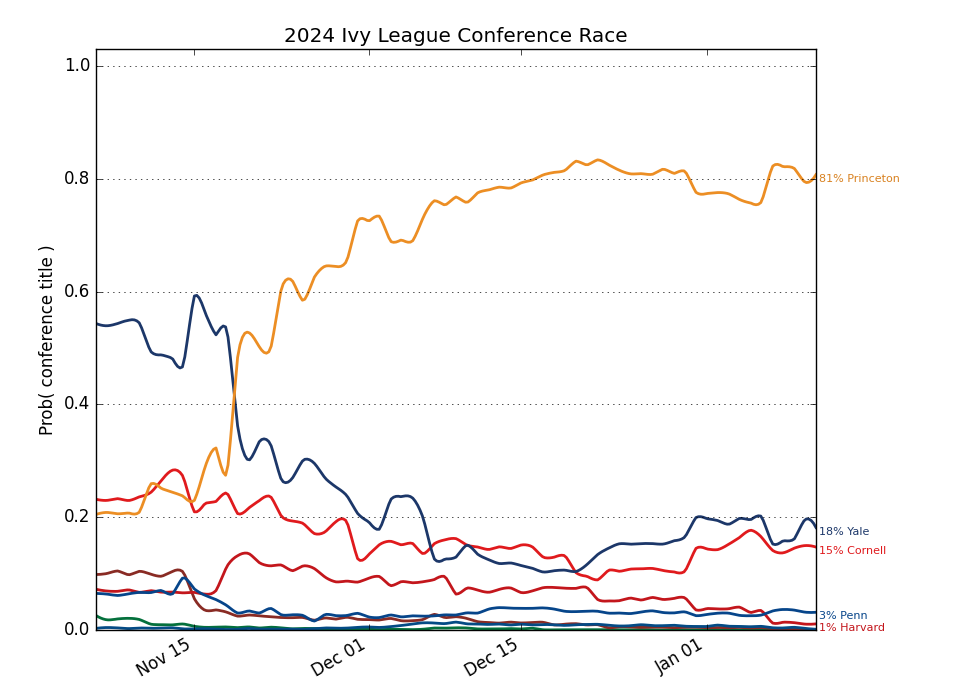 2024 Ivy League Conference Race
Prob( conference title )
1.0
0.8
0.6
0.4
0.2
0.0
81% Princeton
18% Yale
15% Cornell
3% Penn
1% Harvard
Nov 15
Dec 01
Dec 15
Jan 01